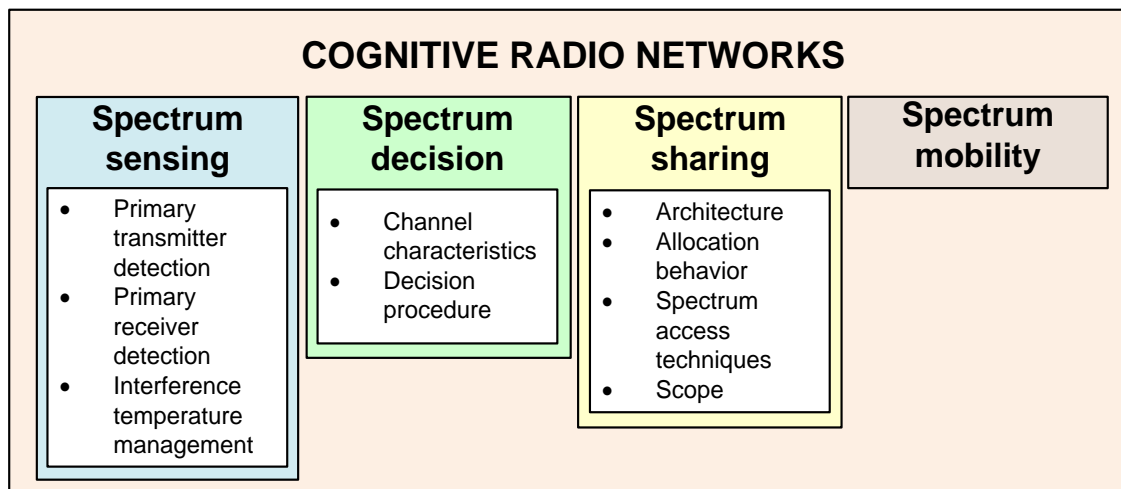 COGNITIVE RADIO NETWORKS
Spectrum
sensing
• Primary
transmitter
detection
• Primary
receiver
detection
• Interference
temperature
management
Spectrum
decision
• Channel
characteristics
• Decision
procedure
Spectrum
sharing
• Architecture
• Allocation
behavior
• Spectrum
access
techniques
• Scope
Spectrum
mobility